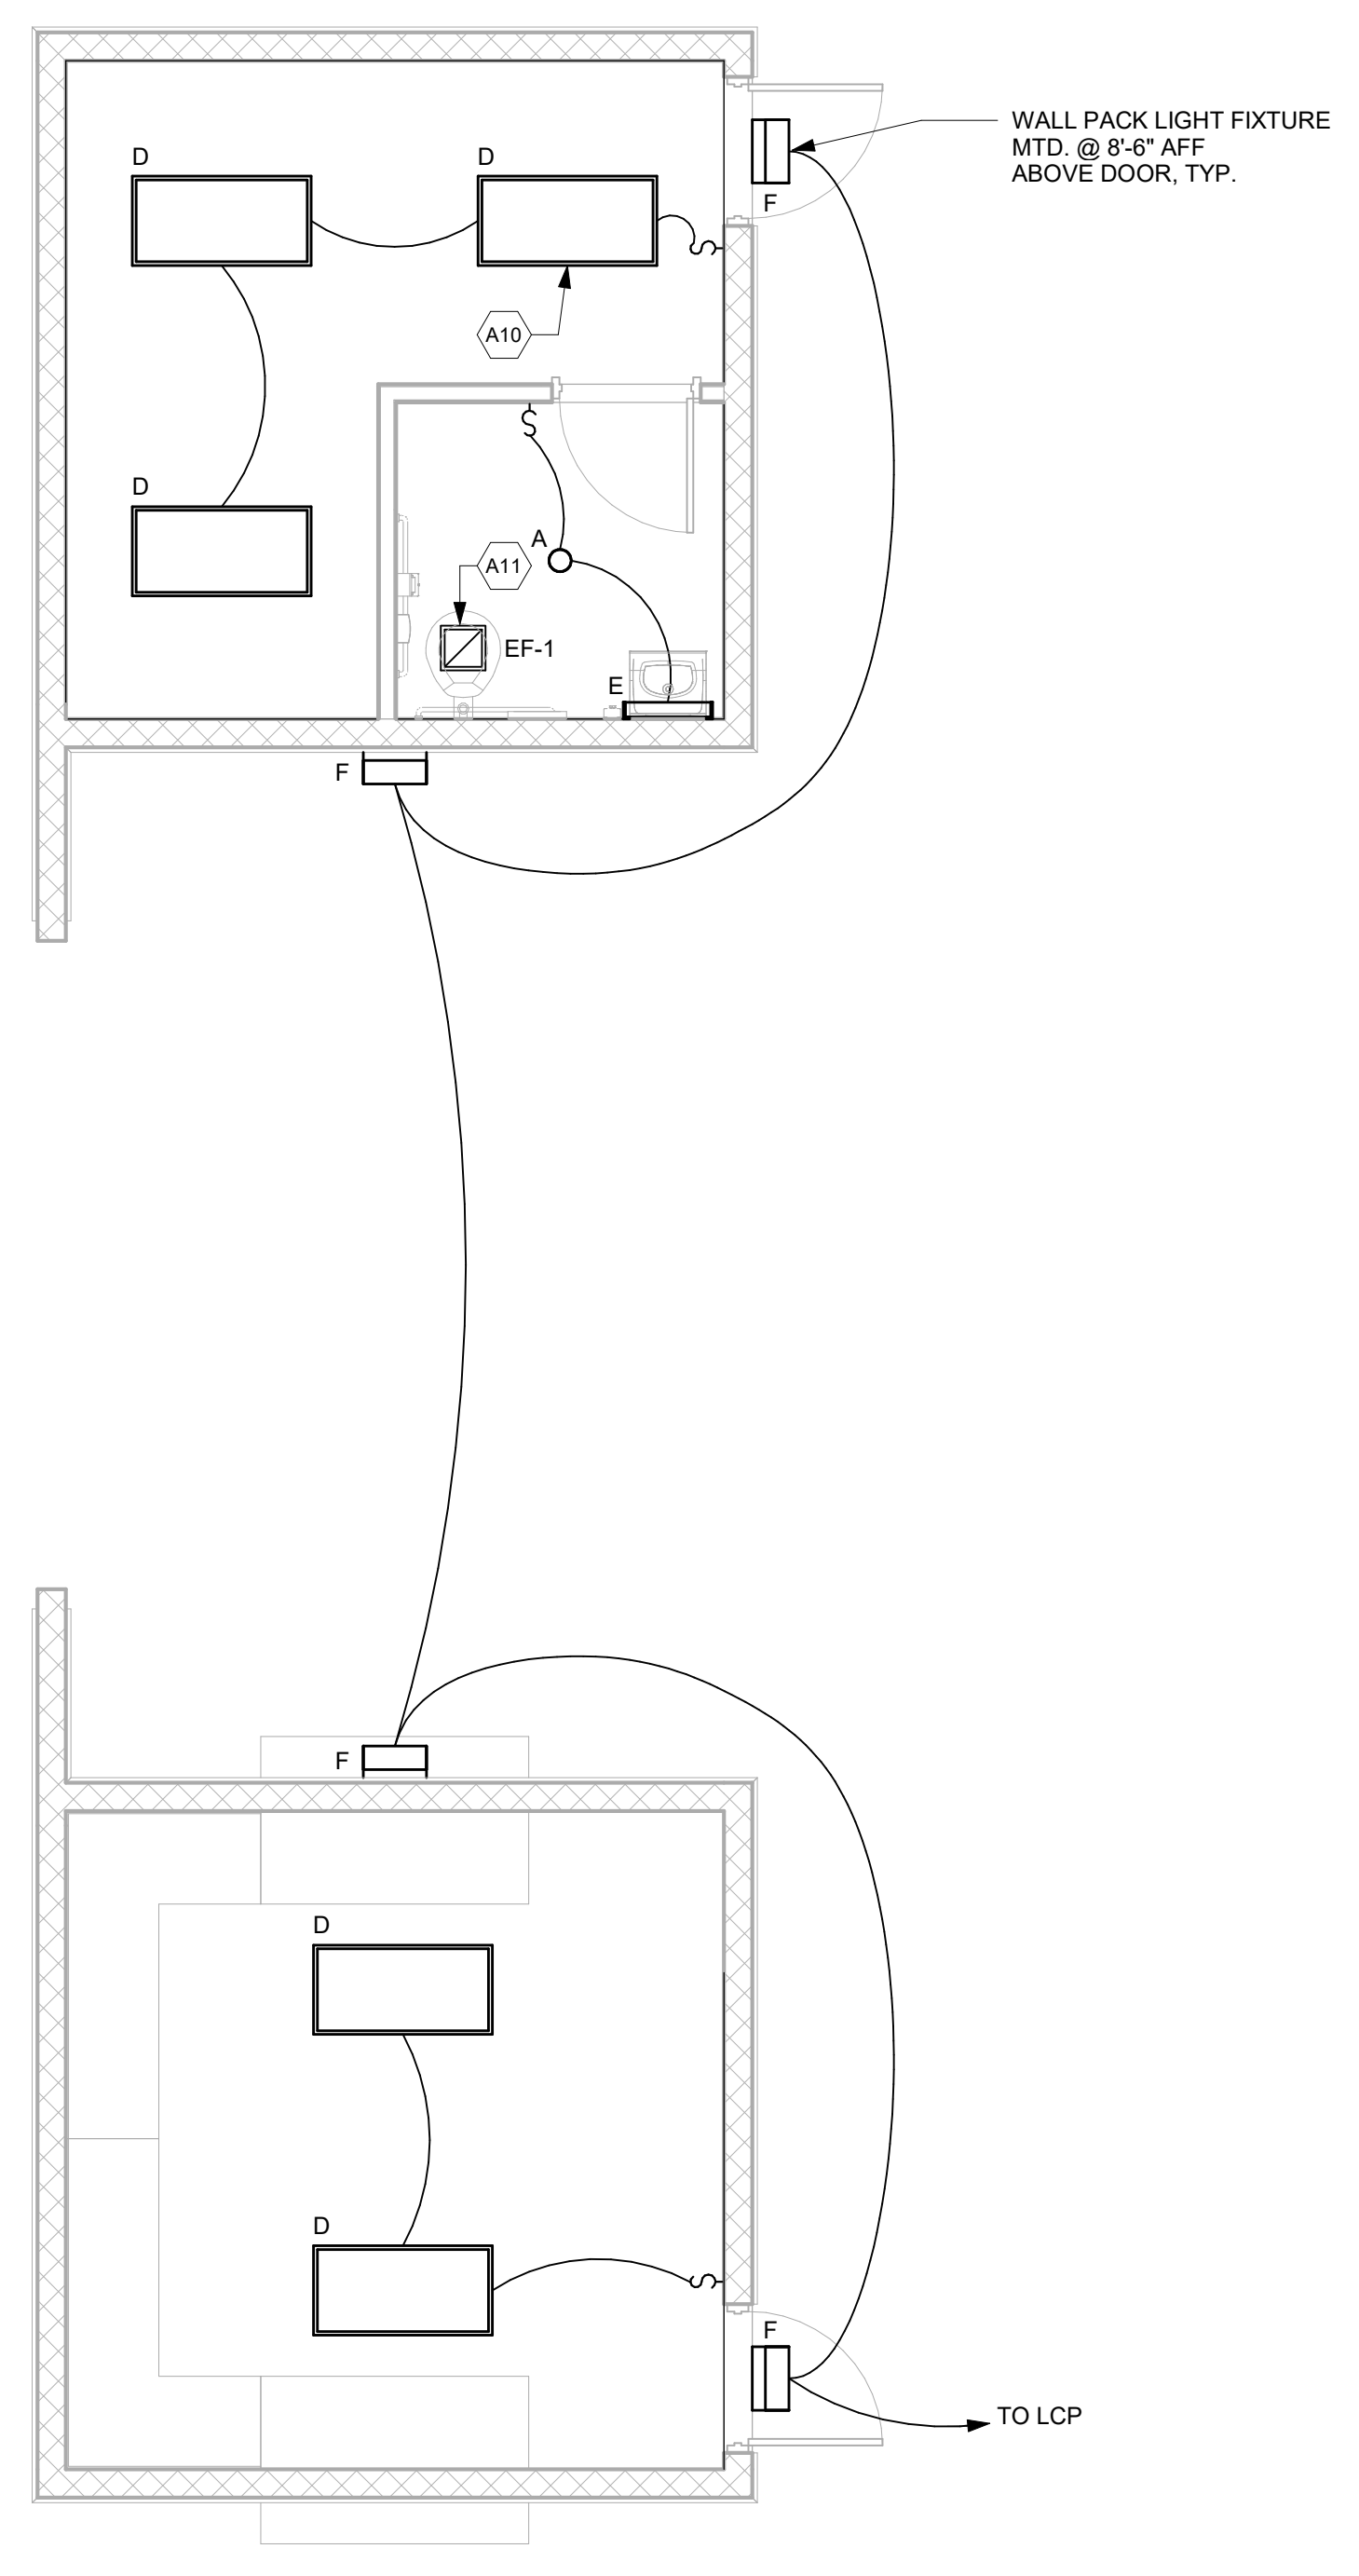 WALL PACK LIGHT FIXTURE
MTD. @ 8'-6" AFF
ABOVE DOOR, TYP.
D
D
F
A10
D
A
A11
EF-1
E
F
F
D
D
F
TO LCP